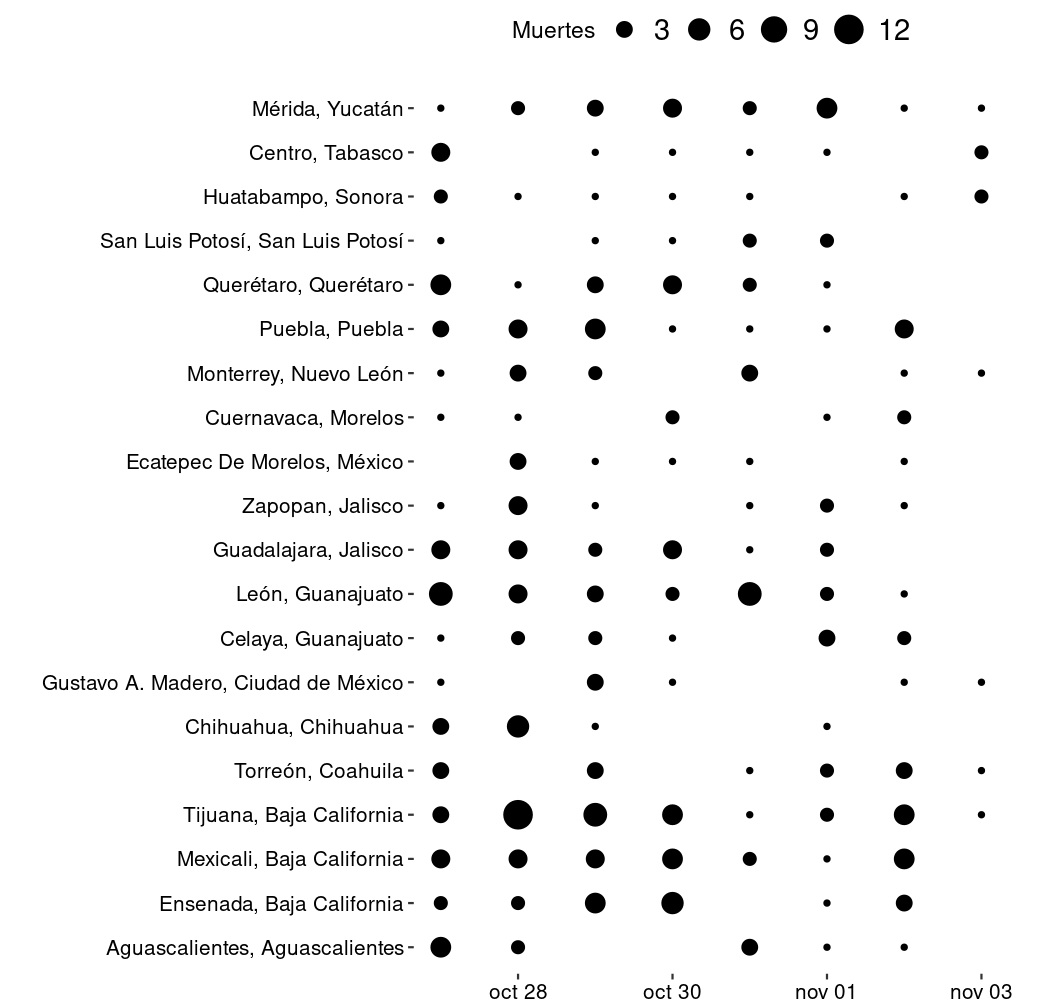 Muertes 3 6 9 12
Mérida, Yucatán
Centro, Tabasco
Huatabampo, Sonora
San Luis Potosí, San Luis Potosí
Querétaro, Querétaro
Puebla, Puebla
Monterrey, Nuevo León
Cuernavaca, Morelos
Ecatepec De Morelos, México
Zapopan, Jalisco
Guadalajara, Jalisco
León, Guanajuato
Celaya, Guanajuato
Gustavo A. Madero, Ciudad de México
Chihuahua, Chihuahua
Torreón, Coahuila
Tijuana, Baja California
Mexicali, Baja California
Ensenada, Baja California
Aguascalientes, Aguascalientes
oct 28 oct 30 nov 01 nov 03